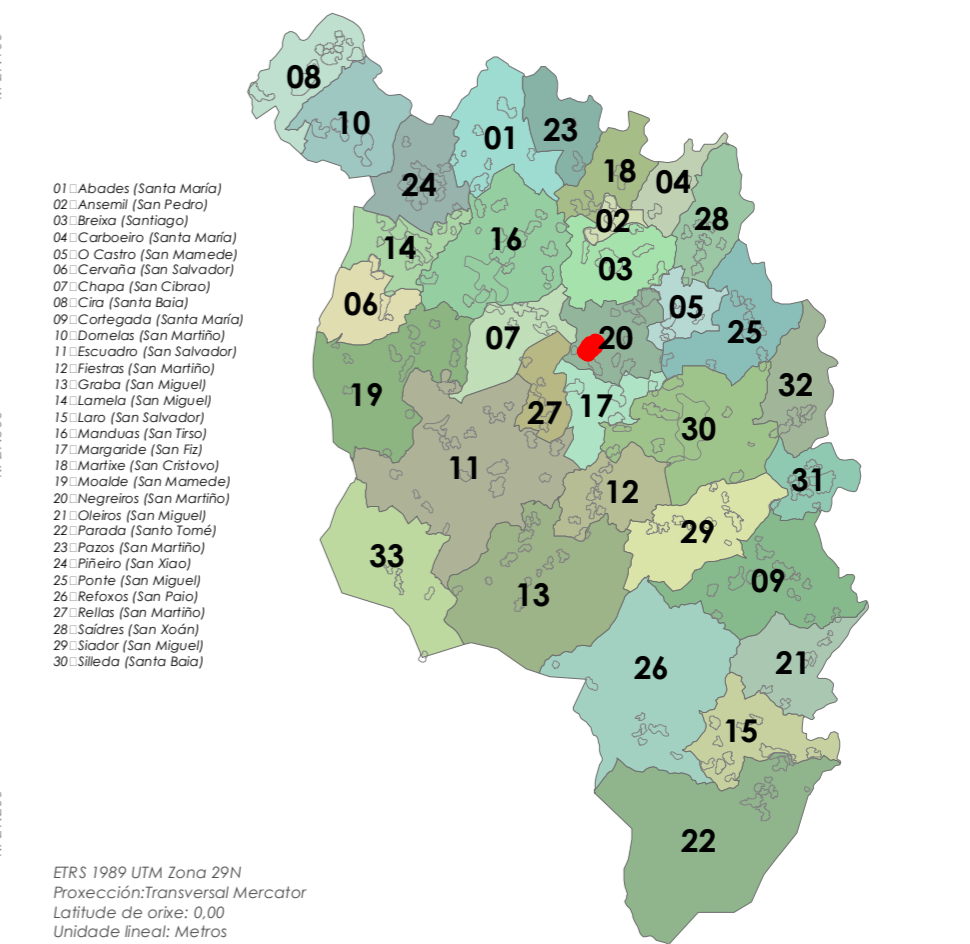 08
10
01
23
24
18
04
02
28
14
16
03
06
05
25
07
20
19
27
17
32
30
11
12
31
29
33
13
09
26
21
15
22
01 Abades (Santa María)
02 Ansemil (San Pedro)
03 Breixa (Santiago)
04 Carboeiro (Santa María)
05 O Castro (San Mamede)
06 Cervaña (San Salvador)
07 Chapa (San Cibrao)
08 Cira (Santa Baia)
09 Cortegada (Santa María)
10 Dornelas (San Martiño)
11 Escuadro (San Salvador)
12 Fiestras (San Martiño)
13 Graba (San Miguel)
14 Lamela (San Miguel)
15 Laro (San Salvador)
16 Manduas (San Tirso)
17 Margaride (San Fiz)
18 Martixe (San Cristovo)
19 Moalde (San Mamede)
20 Negreiros (San Martiño)
21 Oleiros (San Miguel)
22 Parada (Santo Tomé)
23 Pazos (San Martiño)
24 Piñeiro (San Xiao)
25 Ponte (San Miguel)
26 Refoxos (San Paio)
27 Rellas (San Martiño)
28 Saídres (San Xoán)
29 Siador (San Miguel)
30 Silleda (Santa Baia)
ETRS 1989 UTM Zona 29N
Proxección:Transversal Mercator
Latitude de orixe: 0,00
Unidade lineal: Metros